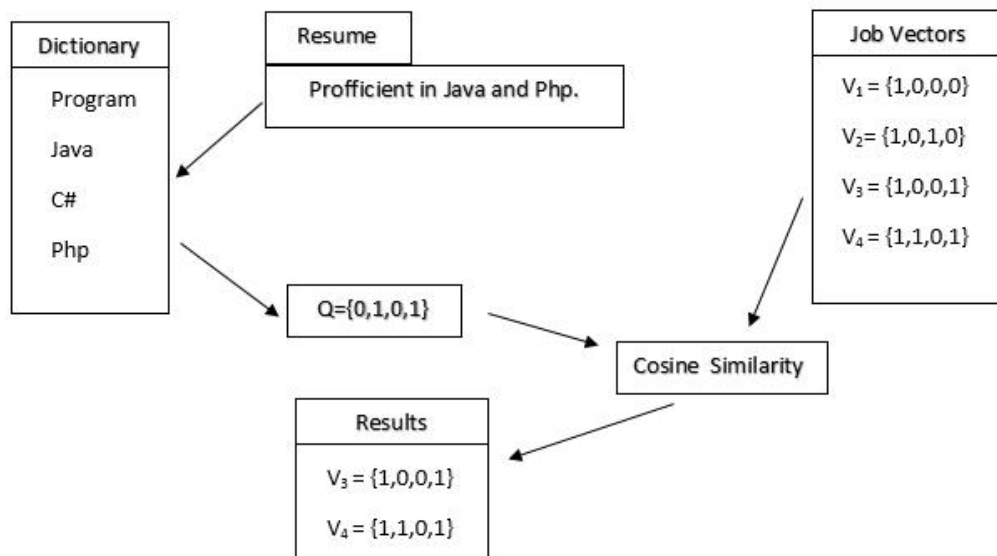 Dictionary
Program
Java
C#
Php
Resume
Profficient in Java and Php.
Job Vectors
V₁ = {1,0,0,0}
V₂= {1,0,1,0}
V₃ = {1,0,0,1}
V₄ = {1,1,0,1}
Q={0,1,0,1}
Cosine Similarity
Results
V₃ = {1,0,0,1}
V₄ = {1,1,0,1}